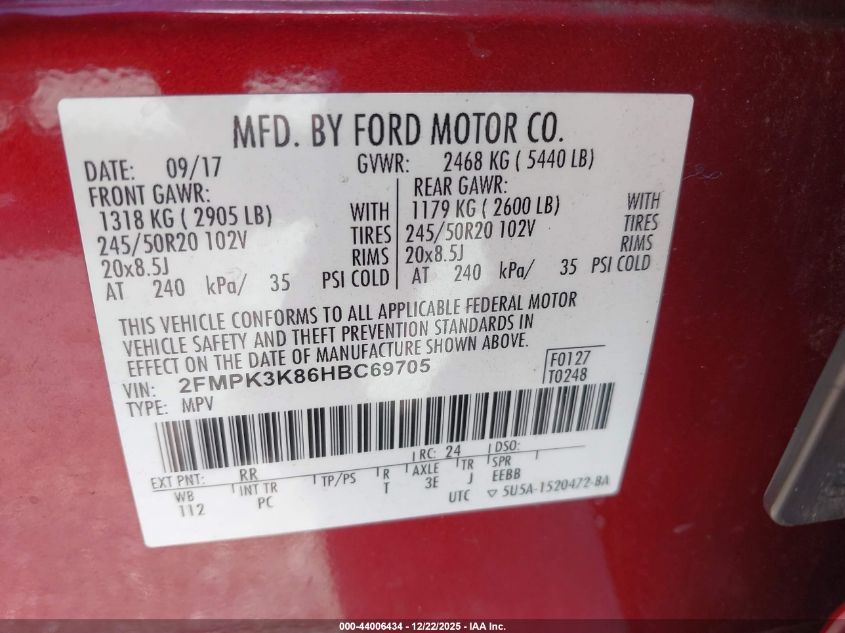 MFD. BY FORD MOTOR CO.
DATE: 09/17 GVWR: 2468 KG ( 5440 LB)
FRONT GAWR: REAR GAWR:
1318 KG ( 2905 LB) WITH 1179 KG ( 2600 LB) WITH
245/50R20 102V TIRES 245/50R20 102V TIRES
20x8.5J RIMS 20x8.5J RIMS
AT 240 kPa/ 35 PSI COLD AT 240 kPa/ 35 PSI COLD
THIS VEHICLE CONFORMS TO ALL APPLICABLE FEDERAL MOTOR
VEHICLE SAFETY AND THEFT PREVENTION STANDARDS IN
EFFECT ON THE DATE OF MANUFACTURE SHOWN ABOVE.
VIN: 2FMPK3K86HBC69705 F0127
TYPE: MPV T0248
EXT PNT: RR RC: 24 DSO:
WB INT TR TP/PS R AXLE TR SPR
112 PC T 3E J EEBB
UTC ▽ 5U5A-1520472-BA
000-44006434 - 12/22/2025 - IAA Inc.